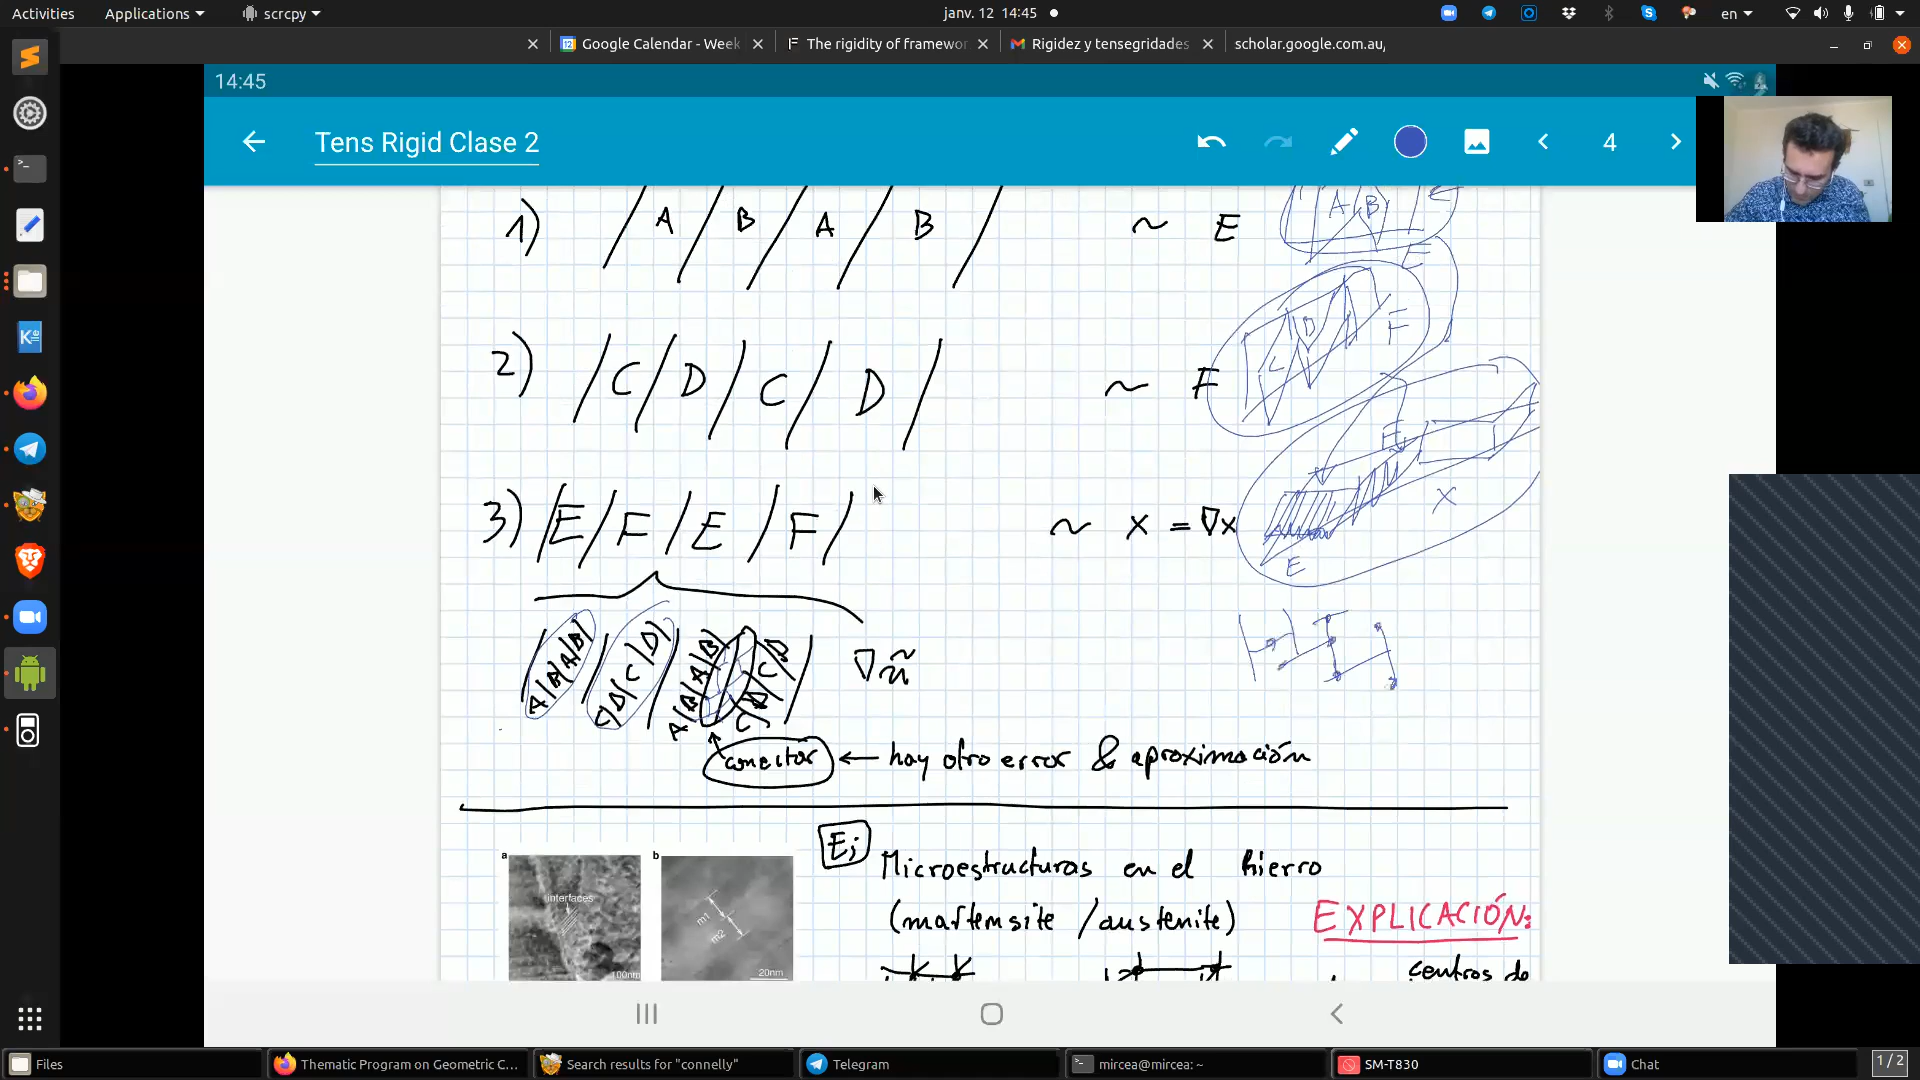 Activities Applications scrcpy janv. 12 14:45 en
Google Calendar - Week The rigidity of framewor Rigidez y tensegridades scholar.google.com.au,
14:45
Tens Rigid Clase 2 4
1) / A / B / A / B / ~ E
A B E
E
2) / C / D / C / D / ~ F
C D F
3) / E / F / E / F / ~ x = ∇x
F
X
E
A|B|A|B| / C|D|C|D| / A|B|A|B| C|D|C|D / ∇ũ
conector ← hay otro error & aproximación
Ej
a b
Microestructuras en el hierro
interfaces
m1
m2
(martensite / austenite) EXPLICACIÓN:
100nm 20nm
centros de
Files Thematic Program on Geometric C... Search results for "connelly" Telegram mircea@mircea: ~ SM-T830 Chat 1 / 2